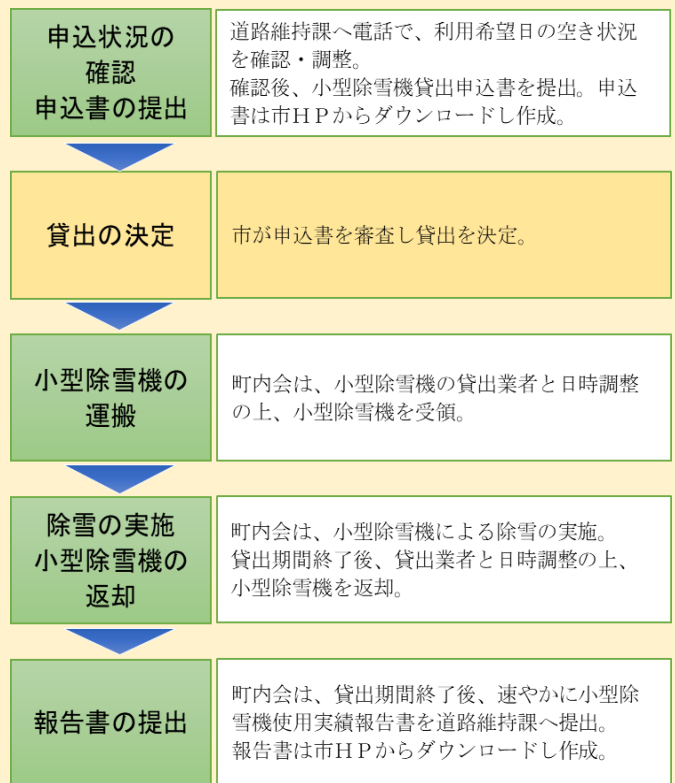 申込状況の
確認
申込書の提出
道路維持課へ電話で、利用希望日の空き状況
を確認・調整。
確認後、小型除雪機貸出申込書を提出。申込
書は市ＨＰからダウンロードし作成。
貸出の決定
市が申込書を審査し貸出を決定。
小型除雪機の
運搬
町内会は、小型除雪機の貸出業者と日時調整
の上、小型除雪機を受領。
除雪の実施
小型除雪機の
返却
町内会は、小型除雪機による除雪の実施。
貸出期間終了後、貸出業者と日時調整の上、
小型除雪機を返却。
報告書の提出
町内会は、貸出期間終了後、速やかに小型除
雪機使用実績報告書を道路維持課へ提出。
報告書は市ＨＰからダウンロードし作成。